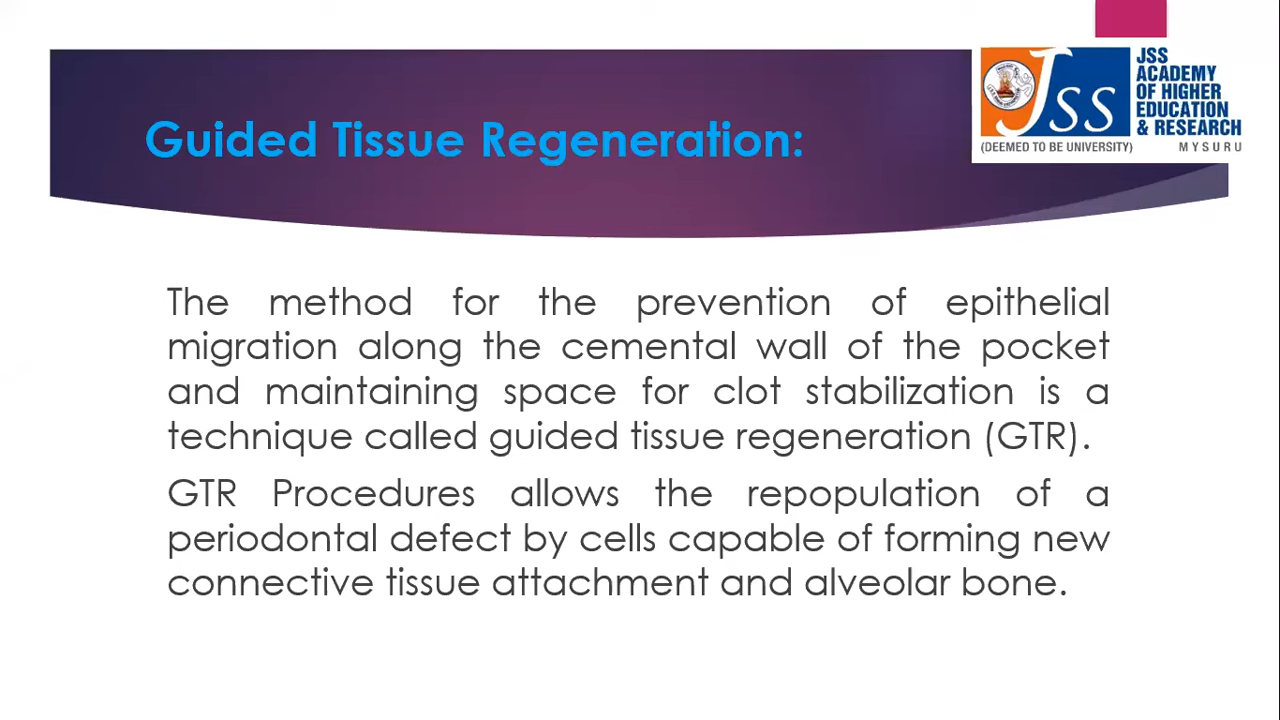 JSS
ACADEMY
OF HIGHER
EDUCATION
& RESEARCH
JSS
(DEEMED TO BE UNIVERSITY) MYSURU
Guided Tissue Regeneration:
The method for the prevention of epithelial
migration along the cemental wall of the pocket
and maintaining space for clot stabilization is a
technique called guided tissue regeneration (GTR).
GTR Procedures allows the repopulation of a
periodontal defect by cells capable of forming new
connective tissue attachment and alveolar bone.